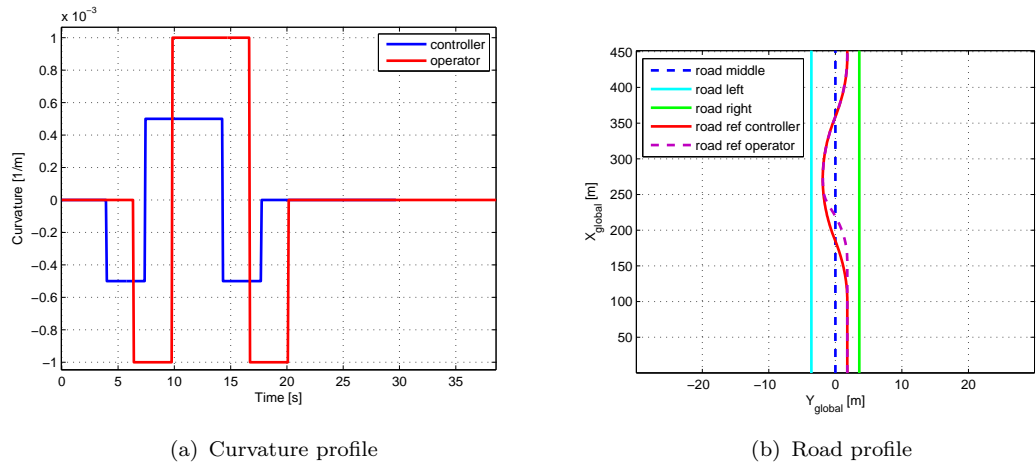 x 10⁻³
1
0.8
0.6
0.4
0.2
0
−0.2
−0.4
−0.6
−0.8
−1
Curvature [1/m]
0 5 10 15 20 25 30 35
Time [s]
controller
operator
(a) Curvature profile
450
400
350
300
250
200
150
100
50
X_global [m]
−20 −10 0 10 20
Y_global [m]
road middle
road left
road right
road ref controller
road ref operator
(b) Road profile